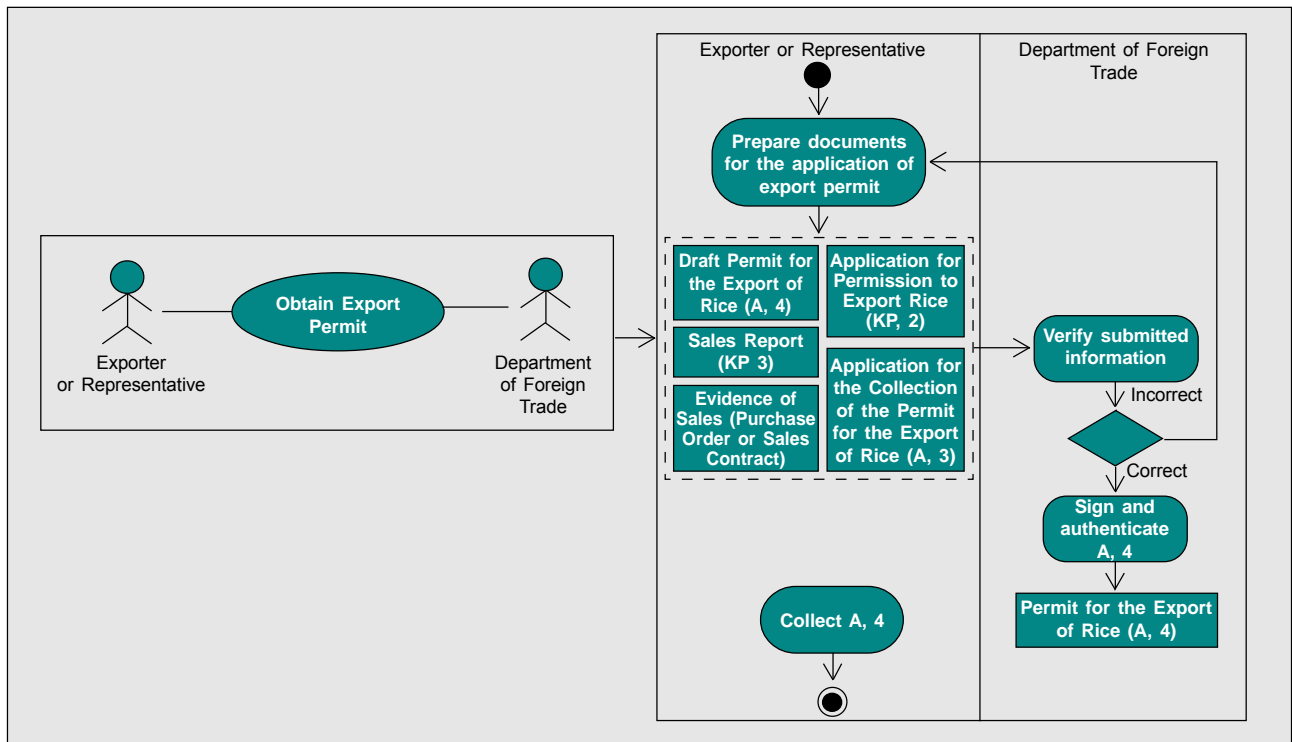 Exporter or Representative
Department of Foreign
Trade
Prepare documents
for the application of
export permit
Obtain Export
Permit
Exporter
or Representative
Department
of Foreign
Trade
Draft Permit for
the Export of
Rice (A, 4)
Application for
Permission to
Export Rice
(KP, 2)
Sales Report
(KP 3)
Application for
the Collection
of the Permit
for the Export
of Rice (A, 3)
Evidence of
Sales (Purchase
Order or Sales
Contract)
Verify submitted
information
Incorrect
Correct
Sign and
authenticate
A, 4
Permit for the Export
of Rice (A, 4)
Collect A, 4